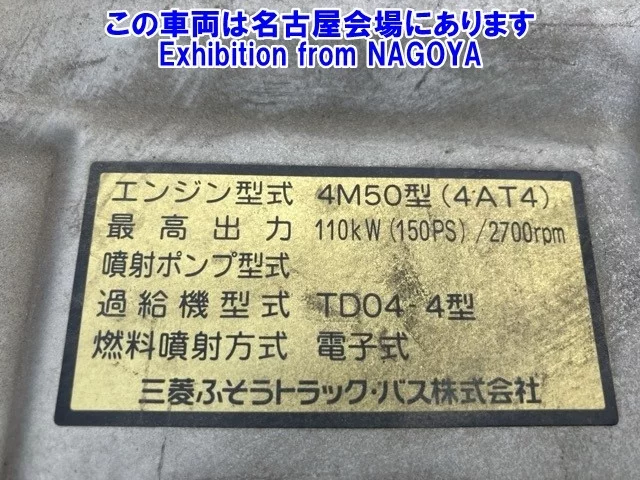 この車両は名古屋会場にあります
Exhibition from NAGOYA
エンジン型式 4M50型(4・AT4)
最高出力 110kW(150PS)/2700rpm
噴射ポンプ型式
過給機型式 TD04-4型
燃料噴射方式 電子式
三菱ふそうトラック・バス株式会社